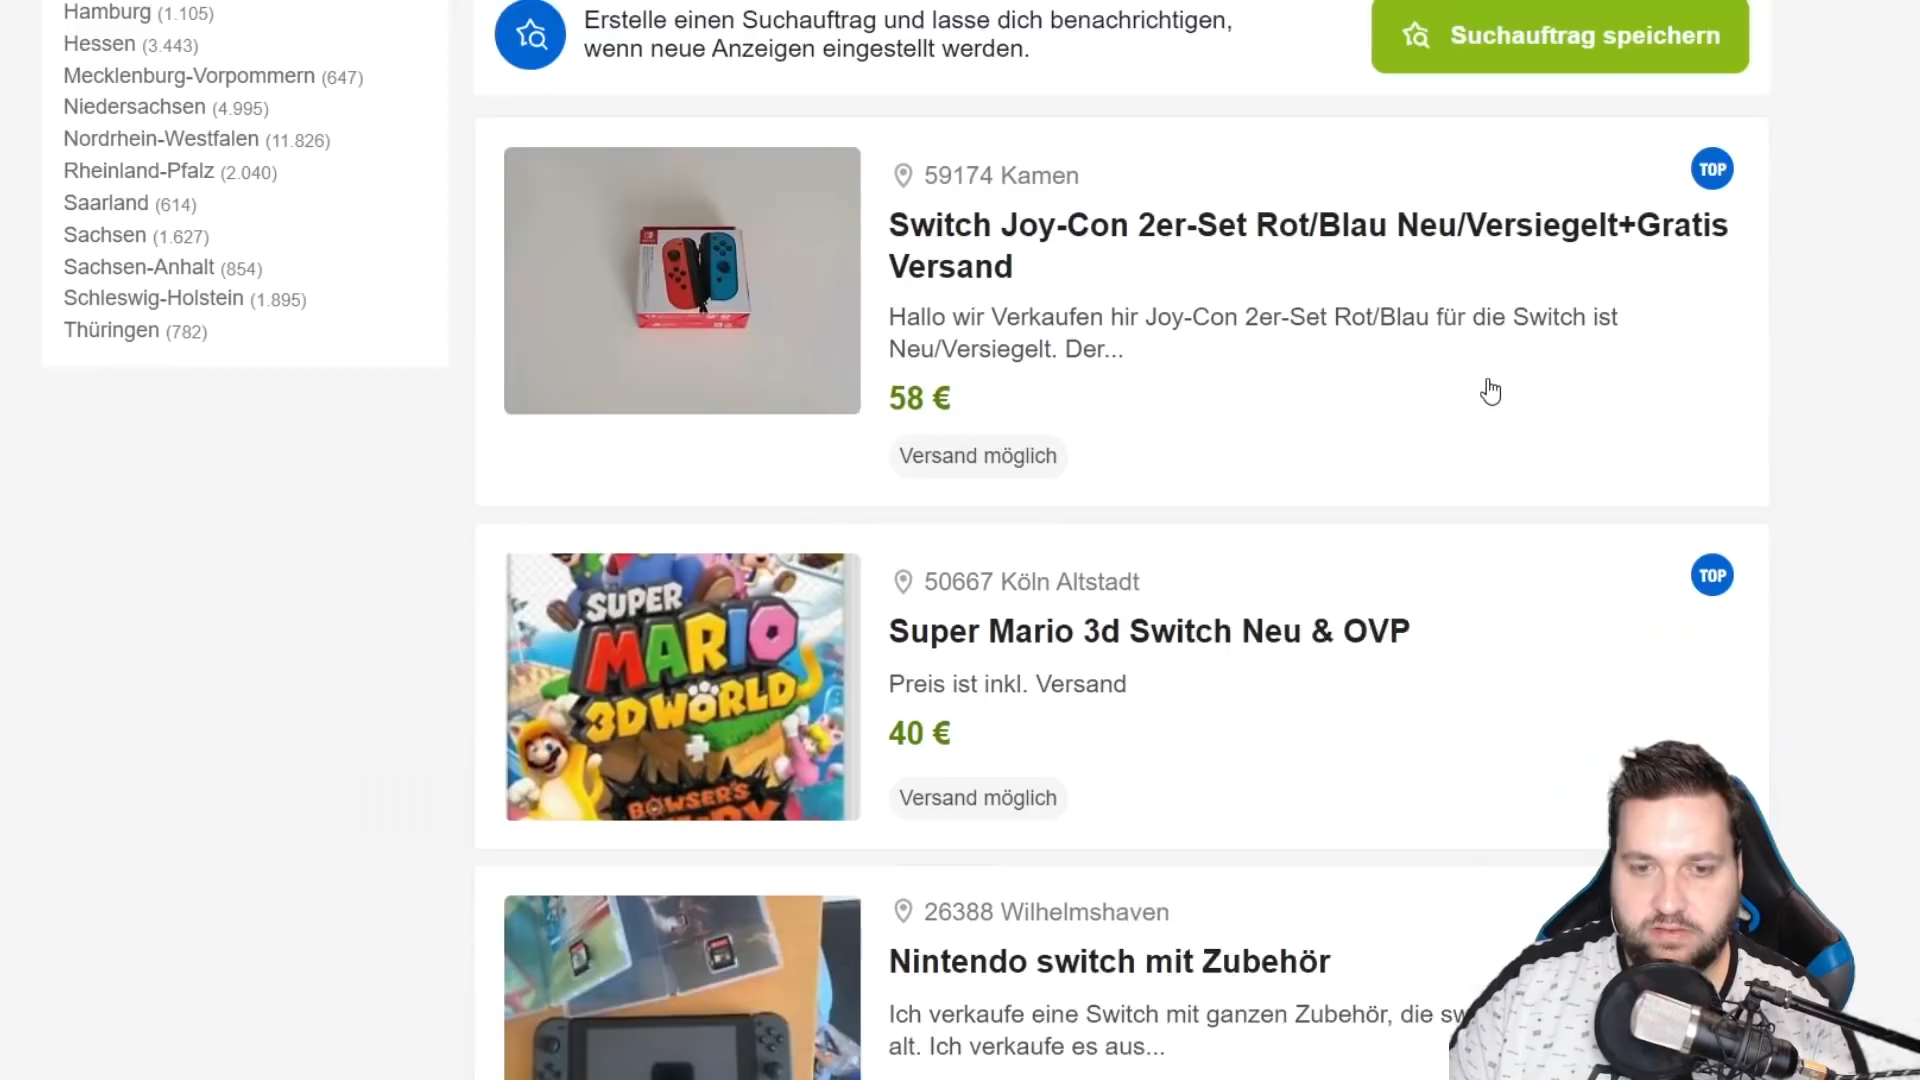 Hamburg (1.105)
Hessen (3.443)
Mecklenburg-Vorpommern (647)
Niedersachsen (4.995)
Nordrhein-Westfalen (11.826)
Rheinland-Pfalz (2.040)
Saarland (614)
Sachsen (1.627)
Sachsen-Anhalt (854)
Schleswig-Holstein (1.895)
Thüringen (782)
Erstelle einen Suchauftrag und lasse dich benachrichtigen,
wenn neue Anzeigen eingestellt werden.
Suchauftrag speichern
59174 Kamen
TOP
Switch Joy-Con 2er-Set Rot/Blau Neu/Versiegelt+Gratis
Versand
Hallo wir Verkaufen hir Joy-Con 2er-Set Rot/Blau für die Switch ist
Neu/Versiegelt. Der...
58 €
Versand möglich
SUPER
MARIO
3D WORLD
+
BOWSER'S
50667 Köln Altstadt
TOP
Super Mario 3d Switch Neu & OVP
Preis ist inkl. Versand
40 €
Versand möglich
26388 Wilhelmshaven
Nintendo switch mit Zubehör
Ich verkaufe eine Switch mit ganzen Zubehör, die sw
alt. Ich verkaufe es aus...